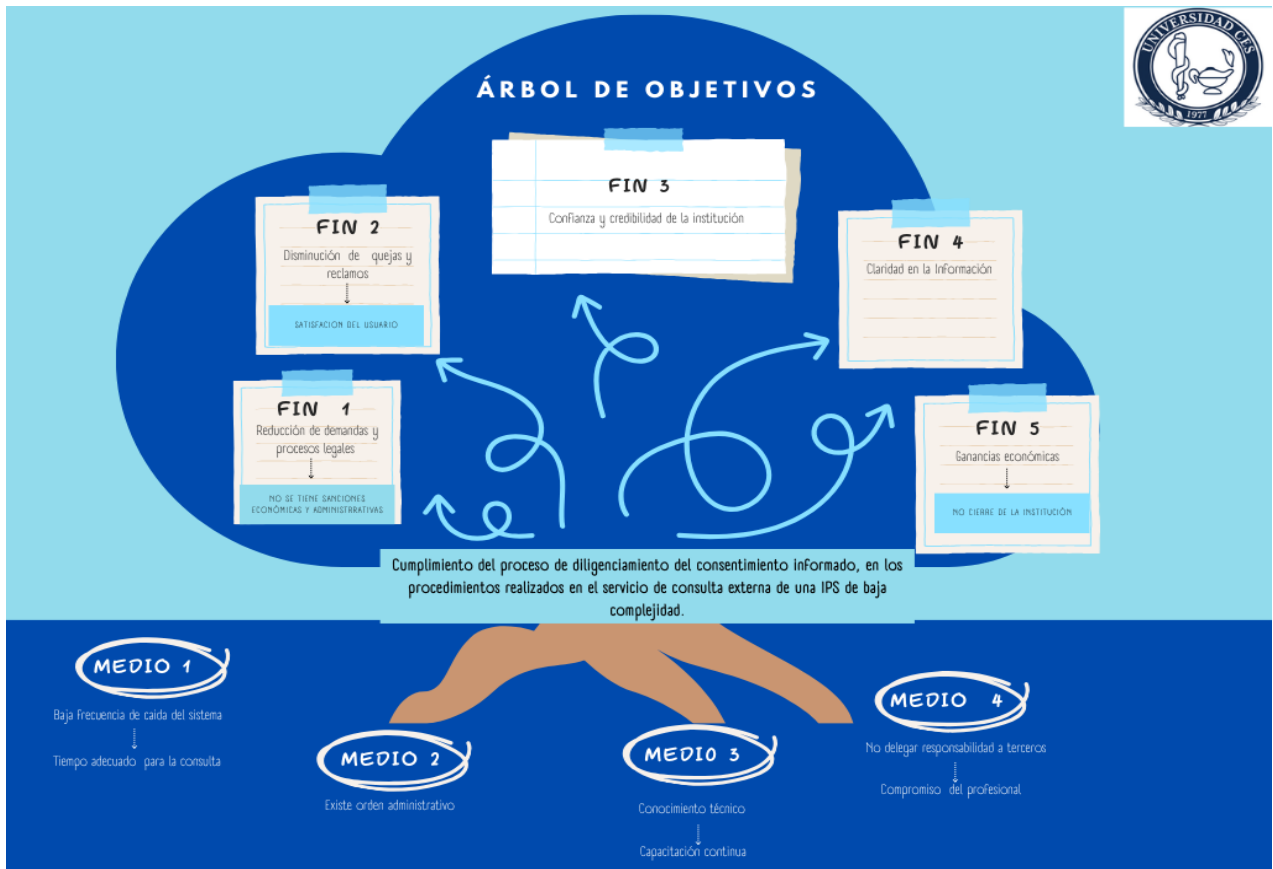 UNIVERSIDAD CES
1977
ÁRBOL DE OBJETIVOS
FIN 3
Confianza y credibilidad de la institución
FIN 2
Disminución de quejas y
reclamos
SATISFACIÓN DEL USUARIO
FIN 4
Claridad en la Información
FIN 1
Reducción de demandas y
procesos legales
NO SE TIENE SANCIONES
ECONÓMICAS Y ADMINISTRRATIVAS
FIN 5
Ganancias económicas
NO CIERRE DE LA INSTITUCIÓN
Cumplimiento del proceso de diligenciamiento del consentimiento informado, en los
procedimientos realizados en el servicio de consulta externa de una IPS de baja
complejidad.
MEDIO 1
Baja frecuencia de caida del sistema
Tiempo adecuado para la consulta
MEDIO 2
Existe orden administrativo
MEDIO 3
Conocimiento técnico
Capacitación continua
MEDIO 4
No delegar responsabilidad a terceros
Compromiso del profesional